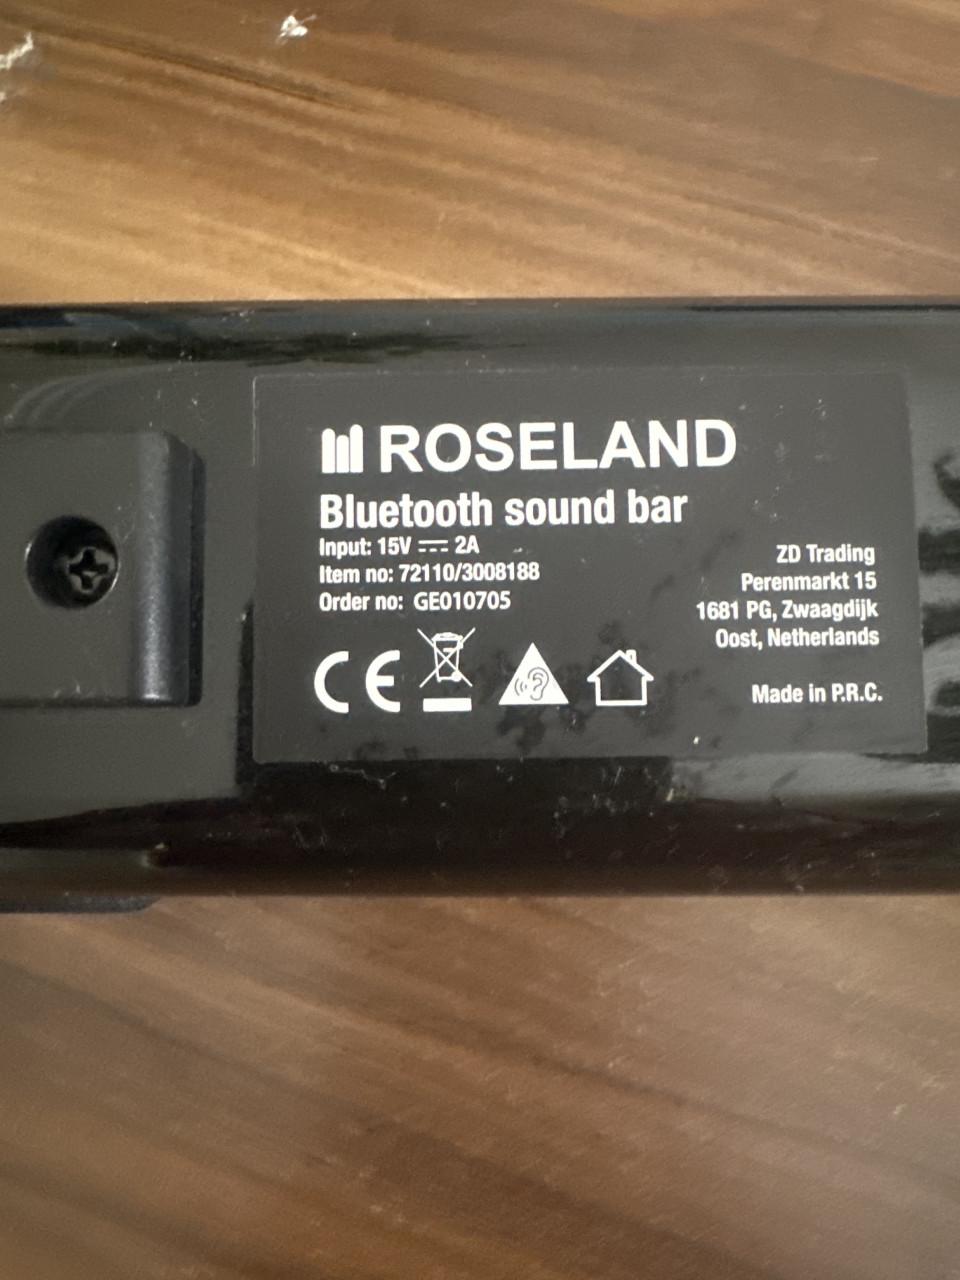 ROSELAND
Bluetooth sound bar
Input: 15V ⎓ 2A
Item no: 72110/3008188
Order no: GE010705
CE
ZD Trading
Perenmarkt 15
1681 PG, Zwaagdijk
Oost, Netherlands
Made in P.R.C.